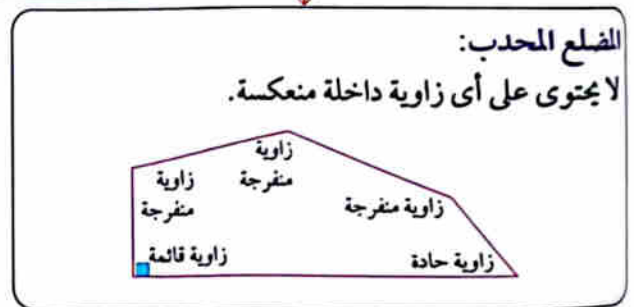 المضلع المحدب:
لا يحتوى على أى زاوية داخلة منعكسة.
زاوية
منفرجة
زاوية
منفرجة
زاوية منفرجة
زاوية قائمة
زاوية حادة